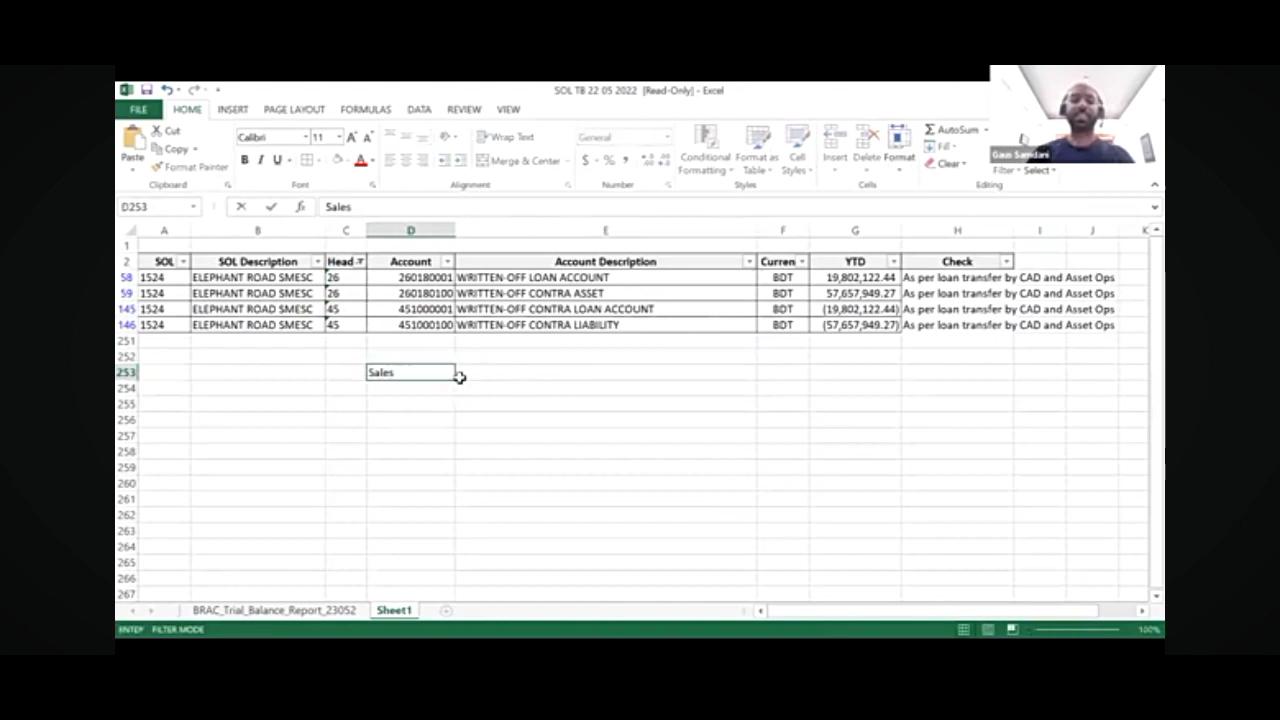 SOL TB 22 05 2022 [Read-Only] - Excel
FILE HOME INSERT PAGE LAYOUT FORMULAS DATA REVIEW VIEW
Cut
Copy
Format Painter
Paste
Clipboard
Calibri 11
B I U
Font
Wrap Text
Merge & Center
Alignment
General
$ % ,
Number
Conditional Formatting
Format as Table
Cell Styles
Styles
Insert Delete Format
Cells
AutoSum
Fill
Clear
Filter Select
Editing
Gaus Samdani
D253 fx Sales
A B C D E F G H I J K
1
2 SOL SOL Description Head Account Account Description Curren YTD Check
58 1524 ELEPHANT ROAD SMESC 26 260180001 WRITTEN-OFF LOAN ACCOUNT BDT 19,802,122.44 As per loan transfer by CAD and Asset Ops
59 1524 ELEPHANT ROAD SMESC 26 260180100 WRITTEN-OFF CONTRA ASSET BDT 57,657,949.27 As per loan transfer by CAD and Asset Ops
145 1524 ELEPHANT ROAD SMESC 45 451000001 WRITTEN-OFF CONTRA LOAN ACCOUNT BDT (19,802,122.44) As per loan transfer by CAD and Asset Ops
146 1524 ELEPHANT ROAD SMESC 45 451000100 WRITTEN-OFF CONTRA LIABILITY BDT (57,657,949.27) As per loan transfer by CAD and Asset Ops
251
252
253 Sales
254
255
256
257
258
259
260
261
262
263
264
265
266
267
BRAC_Trial_Balance_Report_23052 Sheet1
ENTER FILTER MODE 100%